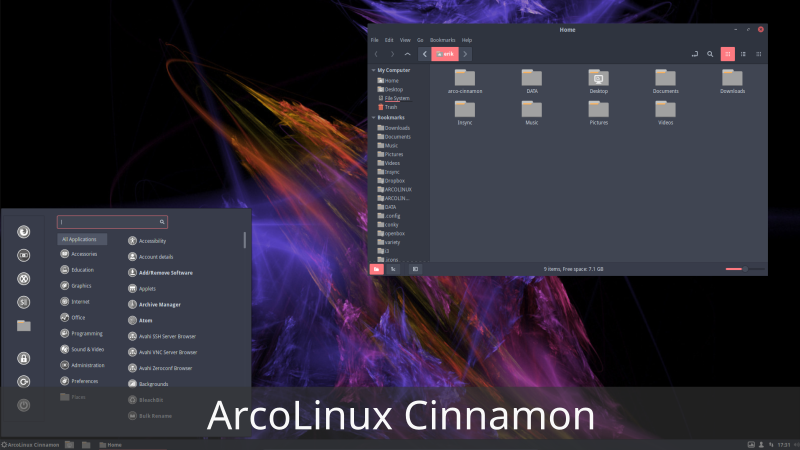 Home
File Edit View Go Bookmarks Help
erik
My Computer
Home
Desktop
File System
Trash
Bookmarks
Downloads
Documents
Music
Pictures
Videos
Insync
Dropbox
ARCOLINUX
ARCOLIN...
DATA
.config
conky
openbox
variety
i3
.icons
arco-cinnamon DATA Desktop Documents Downloads
Insync Music Pictures Videos
9 items, Free space: 7.1 GB
All Applications
Accessories
Education
Graphics
Internet
Office
Programming
Sound & Video
Administration
Preferences
Places
Accessibility
Account details
Add/Remove Software
Applets
Archive Manager
Atom
Avahi SSH Server Browser
Avahi VNC Server Browser
Avahi Zeroconf Browser
Backgrounds
BleachBit
Bulk Rename
ArcoLinux Cinnamon
ArcoLinux Cinnamon Home 17:31